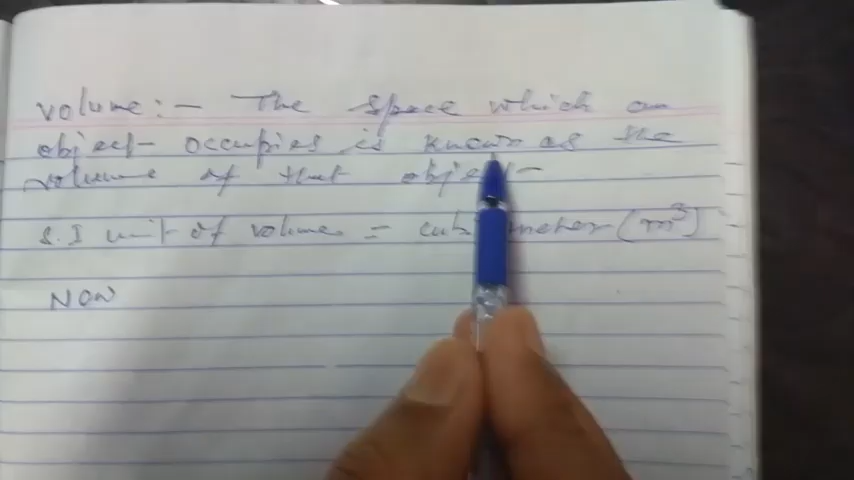 volume:- The space which an
object occupies is known as the
volume of that object-
S.I unit of volume = cub meter (m³)
NOW